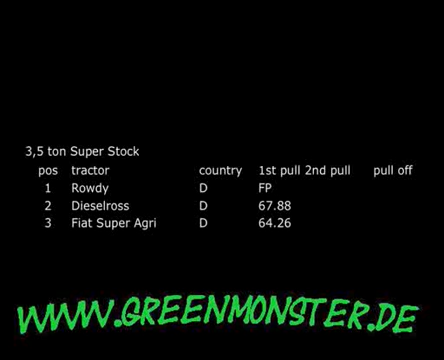 3,5 ton Super Stock
pos tractor country 1st pull 2nd pull pull off
1 Rowdy D FP
2 Dieselross D 67.88
3 Fiat Super Agri D 64.26
WWW.GREENMONSTER.DE